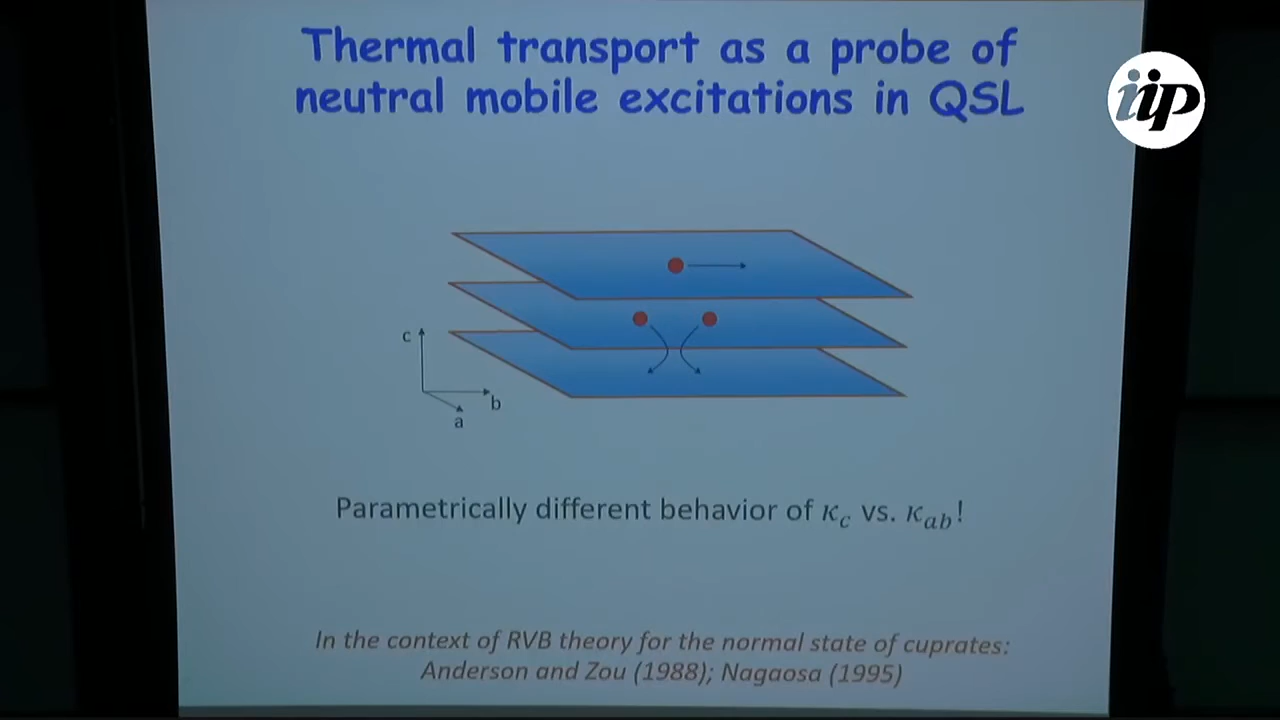 Thermal transport as a probe of
neutral mobile excitations in QSL
iip
c
b
a
Parametrically different behavior of κ_c vs. κ_ab!
In the context of RVB theory for the normal state of cuprates:
Anderson and Zou (1988); Nagaosa (1995)